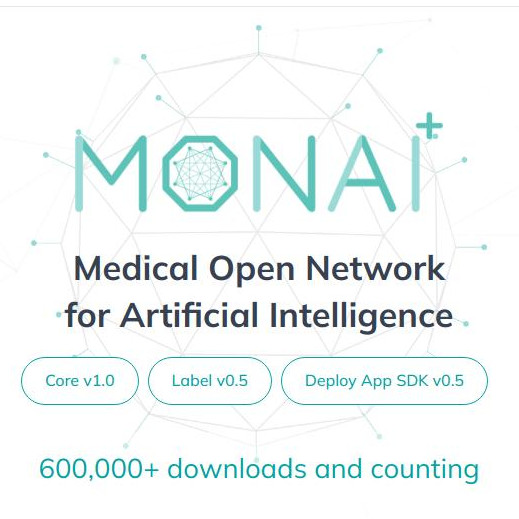 MONAI+
Medical Open Network
for Artificial Intelligence
Core v1.0
Label v0.5
Deploy App SDK v0.5
600,000+ downloads and counting